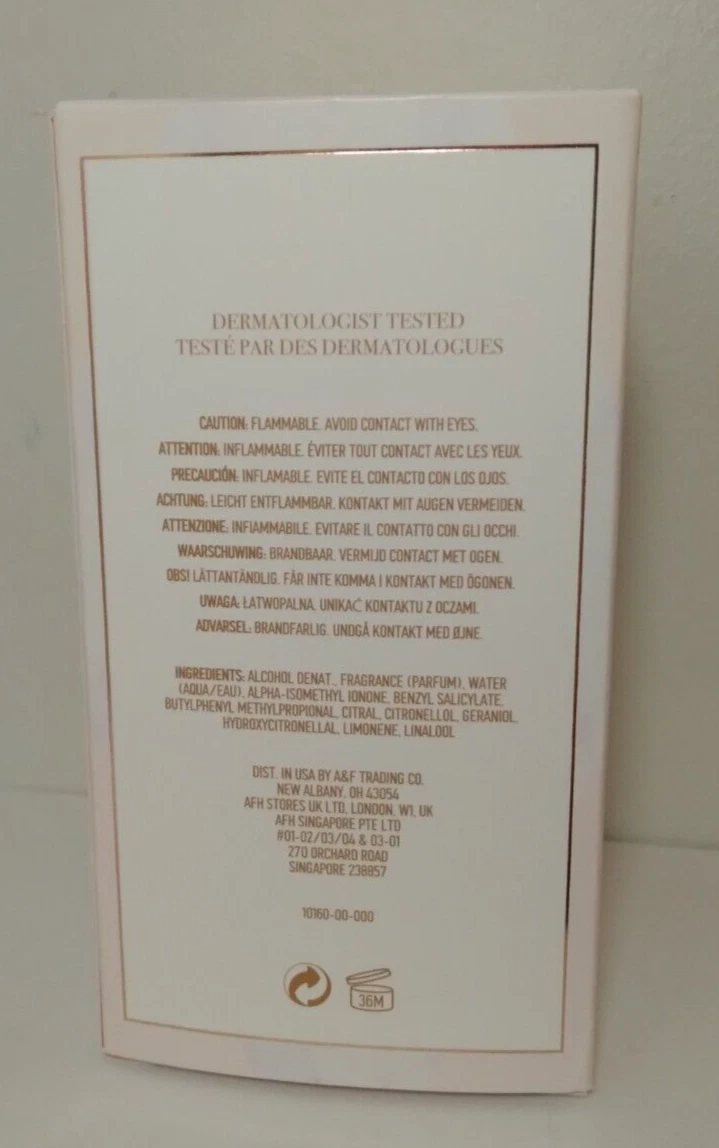 DERMATOLOGIST TESTED
TESTÉ PAR DES DERMATOLOGUES
CAUTION: FLAMMABLE. AVOID CONTACT WITH EYES.
ATTENTION: INFLAMMABLE. ÉVITER TOUT CONTACT AVEC LES YEUX.
PRECAUCIÓN: INFLAMABLE. EVITE EL CONTACTO CON LOS OJOS.
ACHTUNG: LEICHT ENTFLAMMBAR. KONTAKT MIT AUGEN VERMEIDEN.
ATTENZIONE: INFIAMMABILE. EVITARE IL CONTATTO CON GLI OCCHI.
WAARSCHUWING: BRANDBAAR. VERMIJD CONTACT MET OGEN.
OBS! LÄTTANTÄNDLIG. FÅR INTE KOMMA I KONTAKT MED ÖGONEN.
UWAGA: ŁATWOPALNA. UNIKAĆ KONTAKTU Z OCZAMI.
ADVARSEL: BRANDFARLIG. UNDGÅ KONTAKT MED ØJNE.
INGREDIENTS: ALCOHOL DENAT., FRAGRANCE (PARFUM), WATER
(AQUA/EAU), ALPHA-ISOMETHYL IONONE, BENZYL SALICYLATE,
BUTYLPHENYL METHYLPROPIONAL, CITRAL, CITRONELLOL, GERANIOL,
HYDROXYCITRONELLAL, LIMONENE, LINALOOL
DIST. IN USA BY A&F TRADING CO.
NEW ALBANY, OH 43054
AFH STORES UK LTD, LONDON, W1, UK
AFH SINGAPORE PTE LTD
#01-02/03/04 & 03-01
270 ORCHARD ROAD
SINGAPORE 238857
10160-00-000
36M